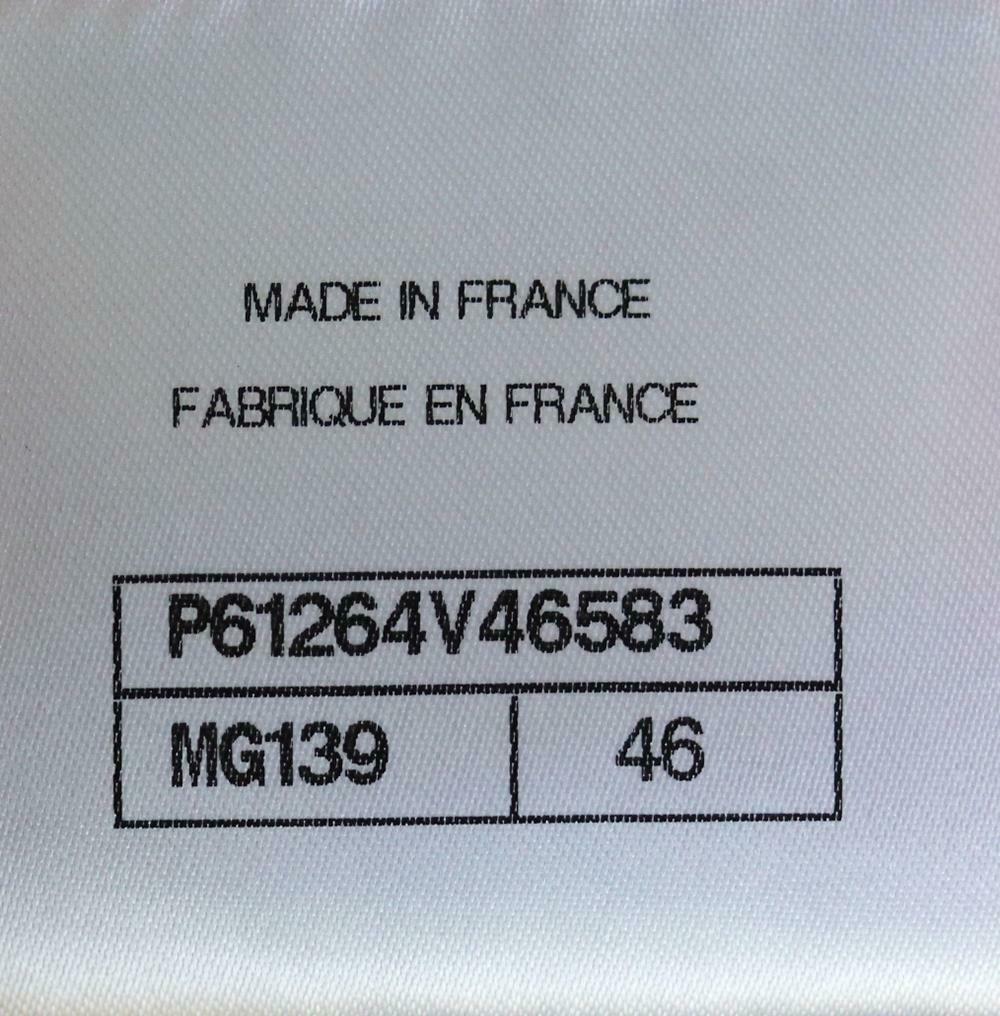 MADE IN FRANCE
FABRIQUE EN FRANCE
P61264V46583
MG139 46